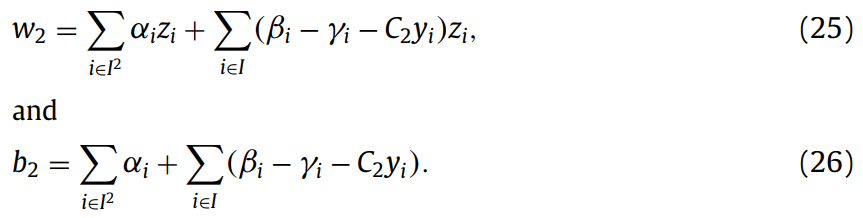 w₂ = ∑_{i∈I²} αᵢzᵢ + ∑_{i∈I} (βᵢ − γᵢ − C₂yᵢ)zᵢ, (25)
and
b₂ = ∑_{i∈I²} αᵢ + ∑_{i∈I} (βᵢ − γᵢ − C₂yᵢ). (26)